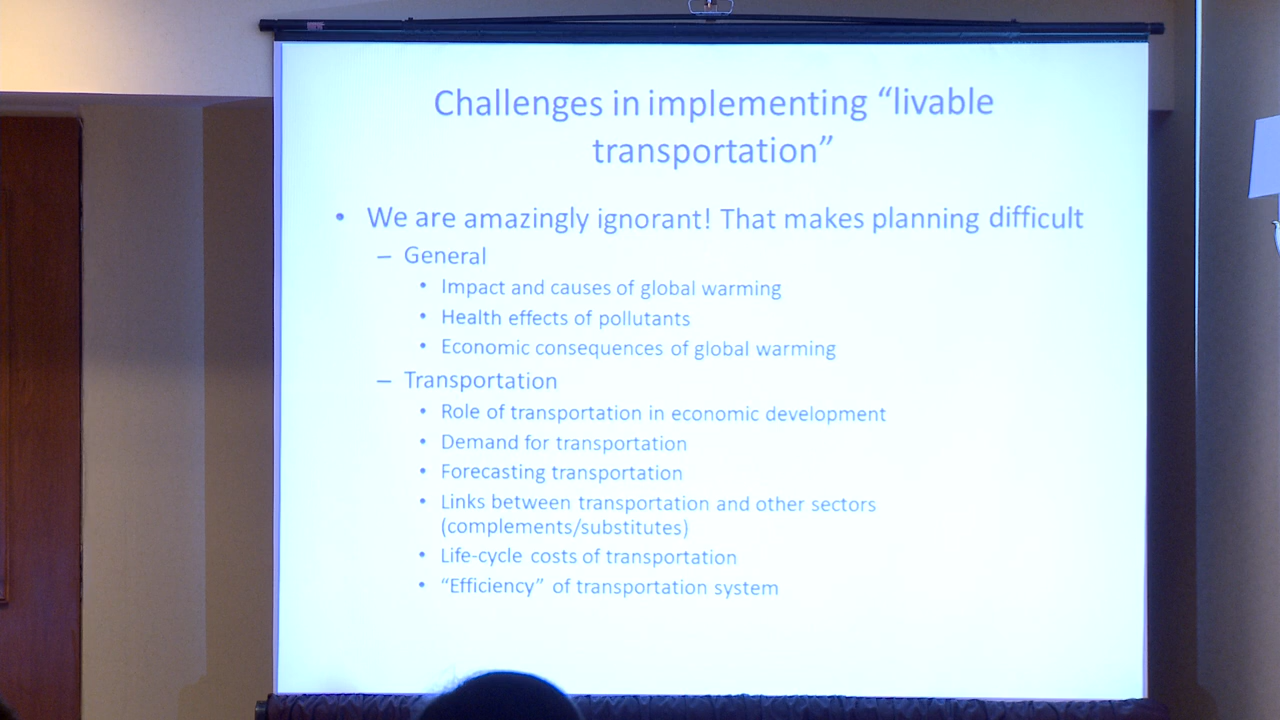 Challenges in implementing “livable
transportation”
• We are amazingly ignorant! That makes planning difficult
– General
• Impact and causes of global warming
• Health effects of pollutants
• Economic consequences of global warming
– Transportation
• Role of transportation in economic development
• Demand for transportation
• Forecasting transportation
• Links between transportation and other sectors
(complements/substitutes)
• Life-cycle costs of transportation
• “Efficiency” of transportation system